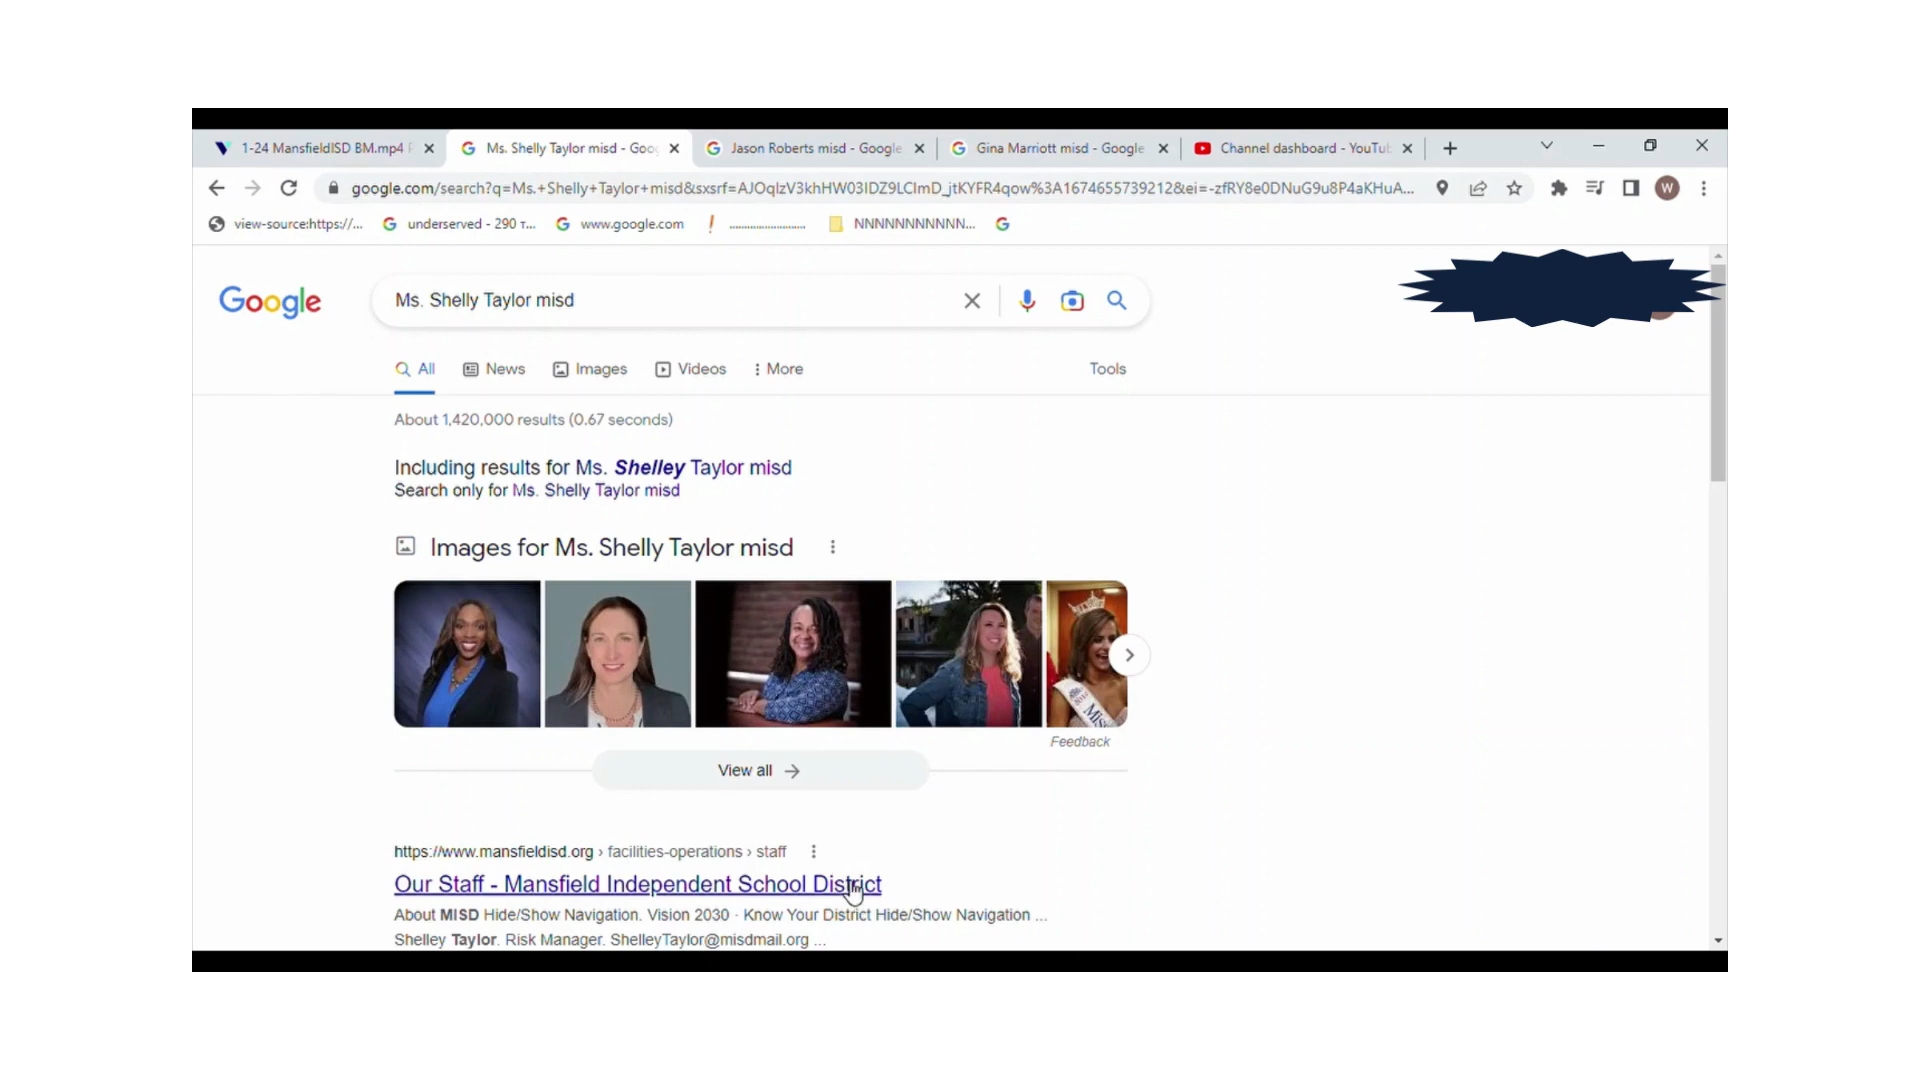 1-24 MansfieldISD BM.mp4
Ms. Shelly Taylor misd - Goo
Jason Roberts misd - Google
Gina Marriott misd - Google
Channel dashboard - YouTu
google.com/search?q=Ms.+Shelly+Taylor+misd&sxsrf=AJOqlzV3khHW03IDZ9LCImD_jtKYFR4qow%3A1674655739212&ei=-zfRY8e0DNuG9u8P4aKHuA...
W
view-source:https://...
underserved - 290 т...
www.google.com
NNNNNNNNNNN...
Google
Ms. Shelly Taylor misd
All
News
Images
Videos
More
Tools
About 1,420,000 results (0.67 seconds)
Including results for Ms. Shelley Taylor misd
Search only for Ms. Shelly Taylor misd
Images for Ms. Shelly Taylor misd
Feedback
View all
https://www.mansfieldisd.org › facilities-operations › staff
Our Staff - Mansfield Independent School District
About MISD Hide/Show Navigation. Vision 2030 · Know Your District Hide/Show Navigation ...
Shelley Taylor. Risk Manager. ShelleyTaylor@misdmail.org ...